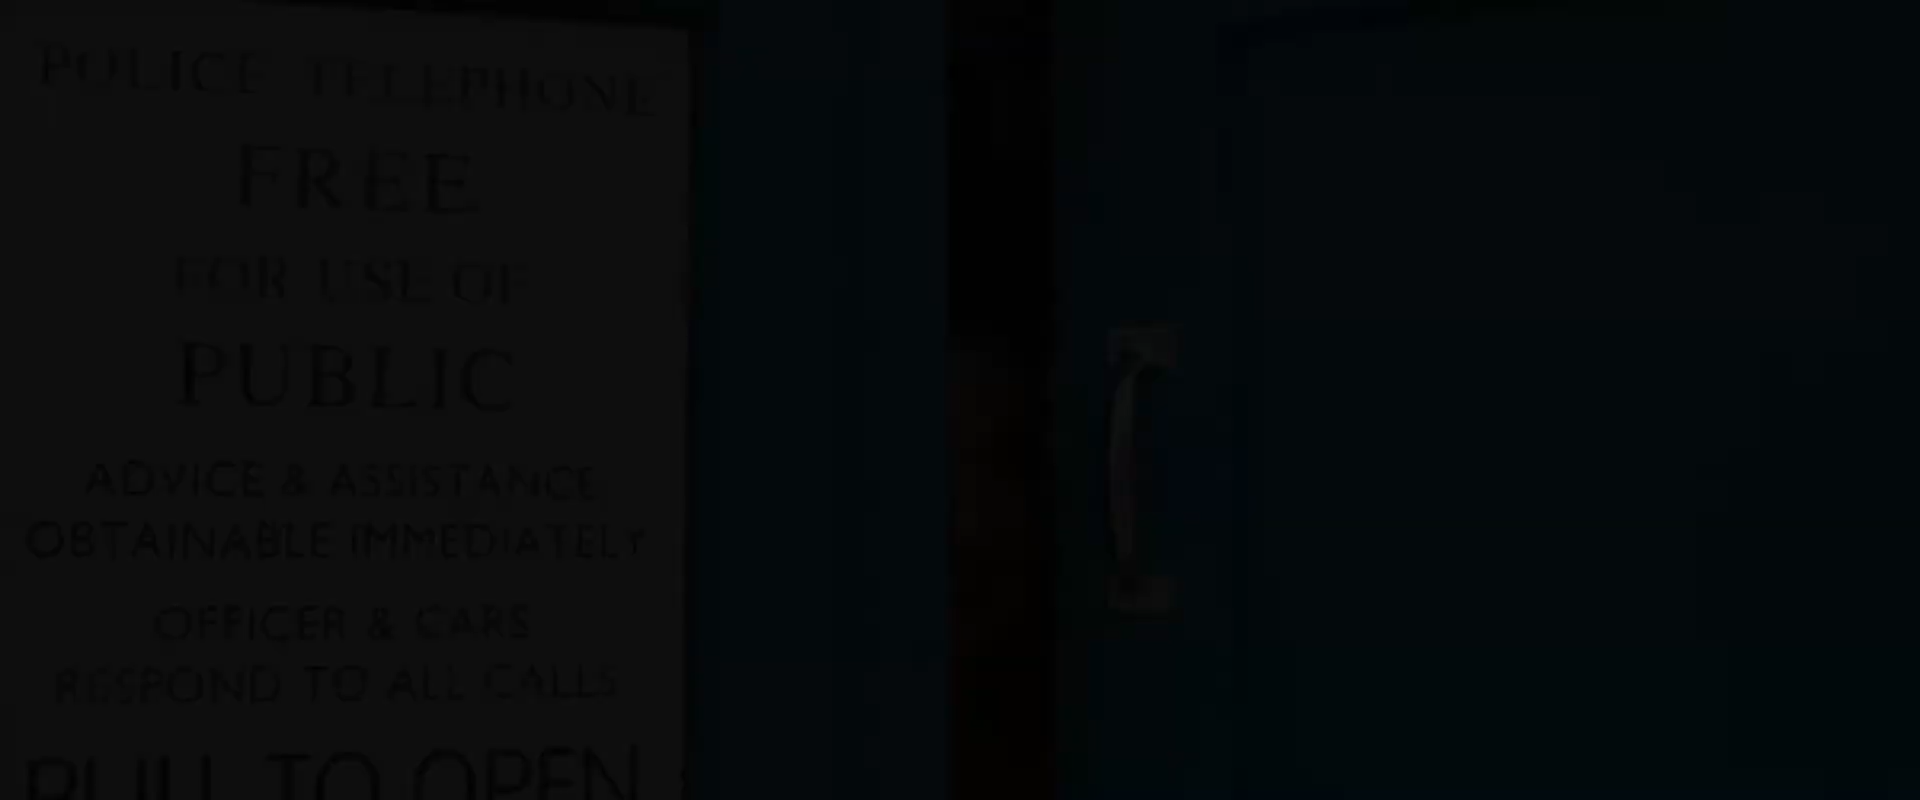 POLICE TELEPHONE
FREE
FOR USE OF
PUBLIC
ADVICE & ASSISTANCE
OBTAINABLE IMMEDIATELY
OFFICER & CARS
RESPOND TO ALL CALLS
PULL TO OPEN